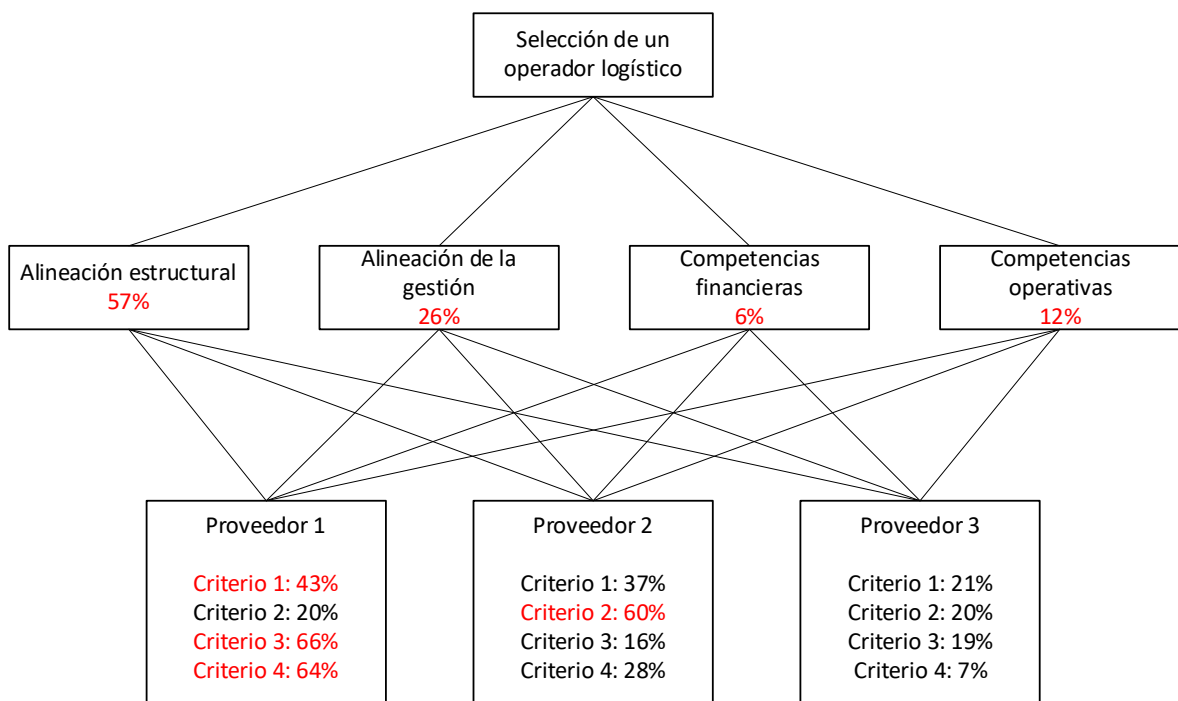 Selección de un
operador logístico
Alineación estructural
57%
Alineación de la
gestión
26%
Competencias
financieras
6%
Competencias
operativas
12%
Proveedor 1
Criterio 1: 43%
Criterio 2: 20%
Criterio 3: 66%
Criterio 4: 64%
Proveedor 2
Criterio 1: 37%
Criterio 2: 60%
Criterio 3: 16%
Criterio 4: 28%
Proveedor 3
Criterio 1: 21%
Criterio 2: 20%
Criterio 3: 19%
Criterio 4: 7%